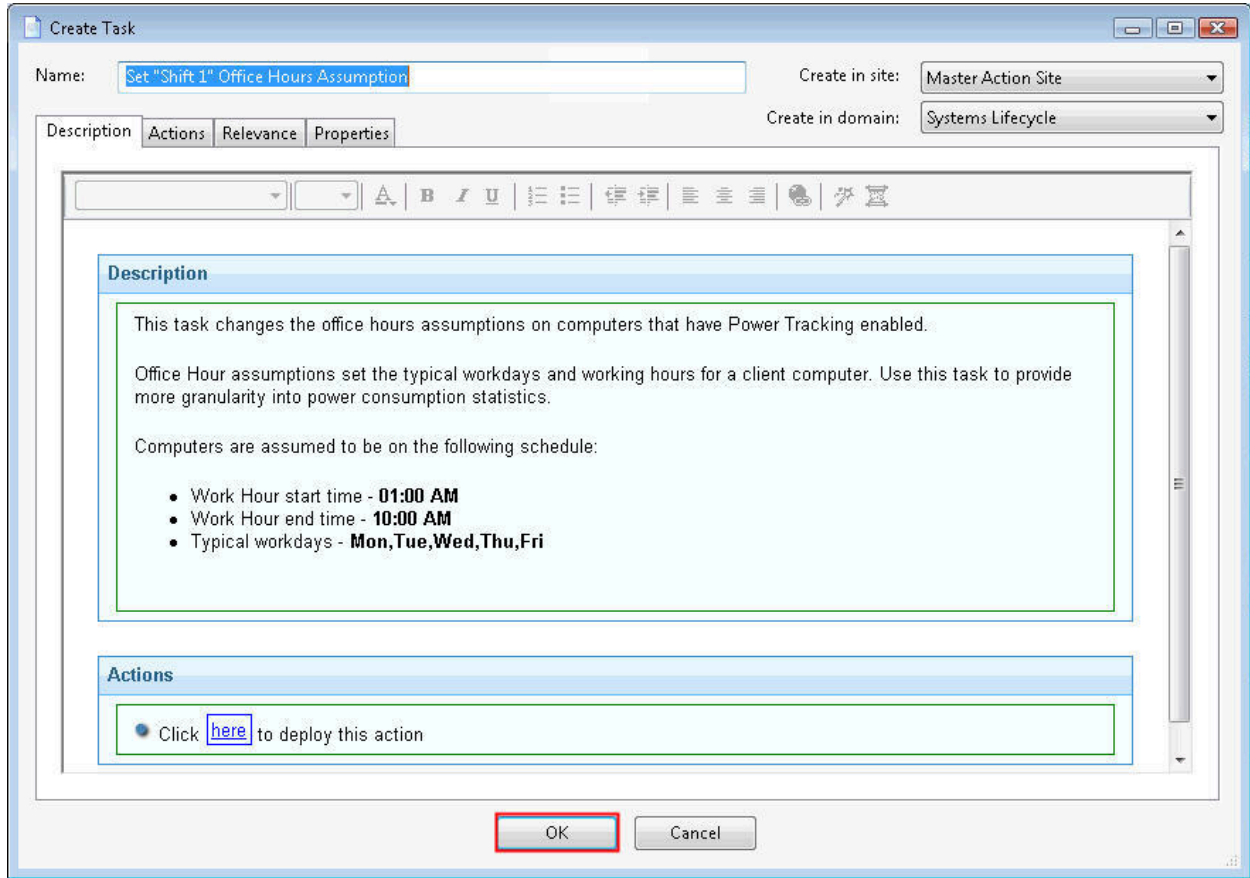 Create Task
Name: Set "Shift 1" Office Hours Assumption Create in site: Master Action Site
Create in domain: Systems Lifecycle
Description Actions Relevance Properties
A B I U
Description
This task changes the office hours assumptions on computers that have Power Tracking enabled.
Office Hour assumptions set the typical workdays and working hours for a client computer. Use this task to provide
more granularity into power consumption statistics.
Computers are assumed to be on the following schedule:
• Work Hour start time - 01:00 AM
• Work Hour end time - 10:00 AM
• Typical workdays - Mon,Tue,Wed,Thu,Fri
Actions
Click here to deploy this action
OK Cancel